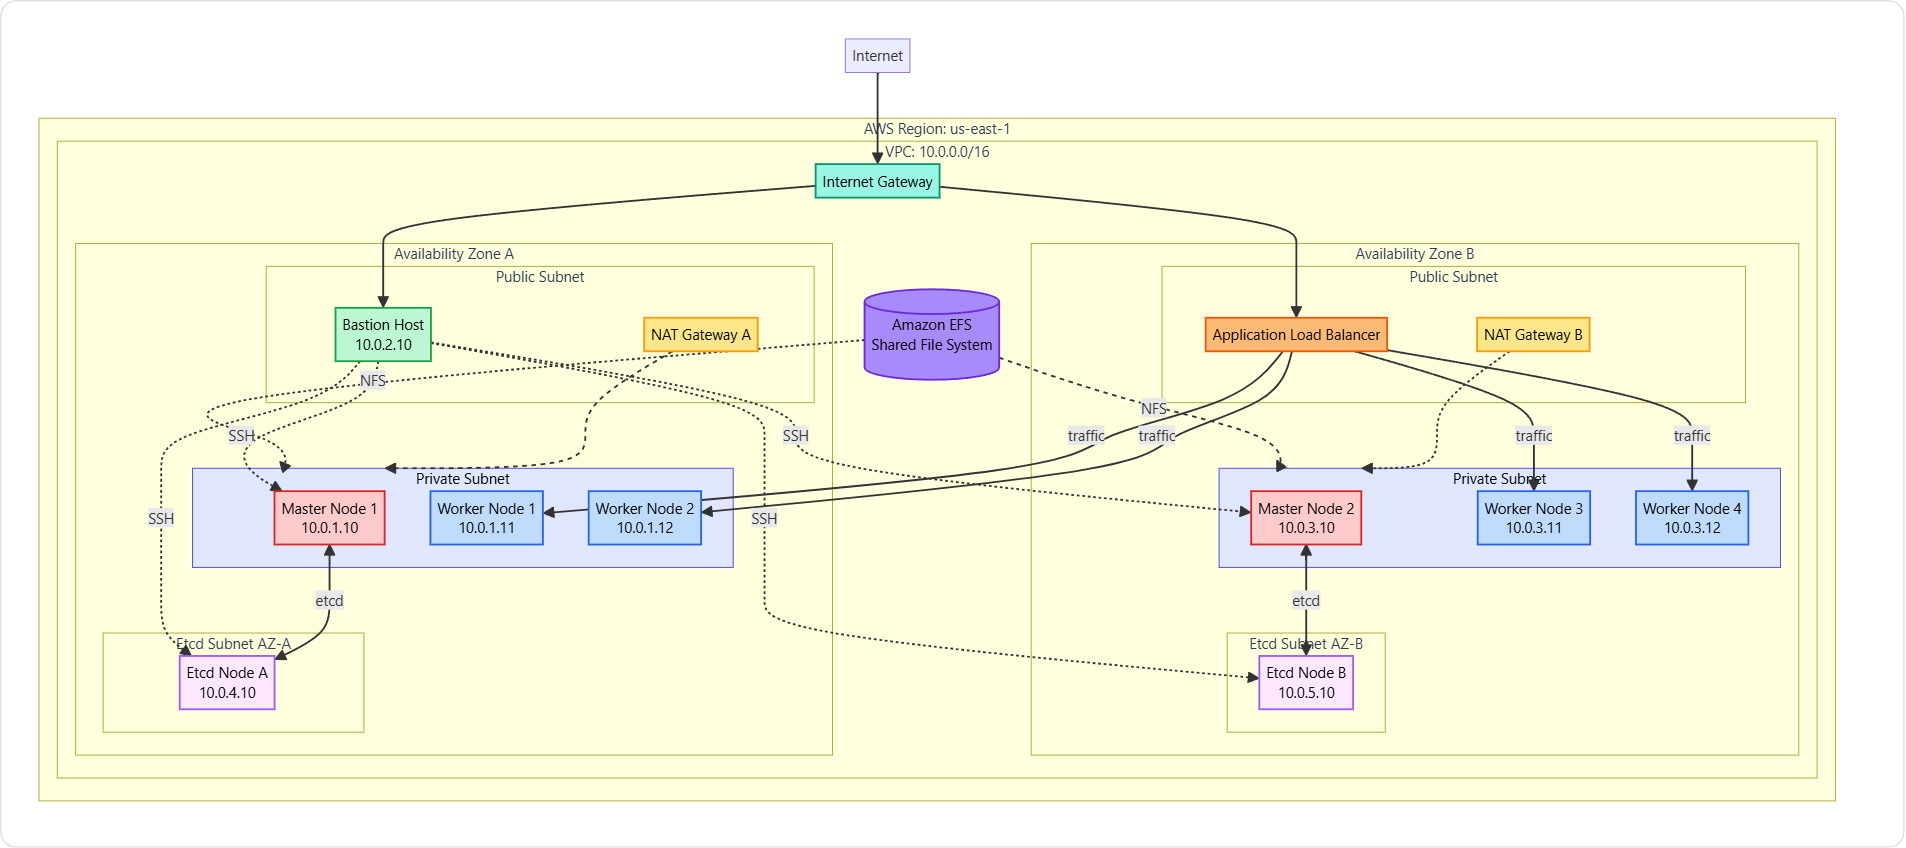 Internet
AWS Region: us-east-1
VPC: 10.0.0.0/16
Internet Gateway
Availability Zone A
Availability Zone B
Public Subnet
Public Subnet
Bastion Host
10.0.2.10
NAT Gateway A
Amazon EFS
Shared File System
Application Load Balancer
NAT Gateway B
NFS
NFS
SSH
SSH
traffic
traffic
traffic
traffic
Private Subnet
Private Subnet
Master Node 1
10.0.1.10
Worker Node 1
10.0.1.11
Worker Node 2
10.0.1.12
Master Node 2
10.0.3.10
Worker Node 3
10.0.3.11
Worker Node 4
10.0.3.12
SSH
SSH
etcd
etcd
Etcd Subnet AZ-A
Etcd Subnet AZ-B
Etcd Node A
10.0.4.10
Etcd Node B
10.0.5.10